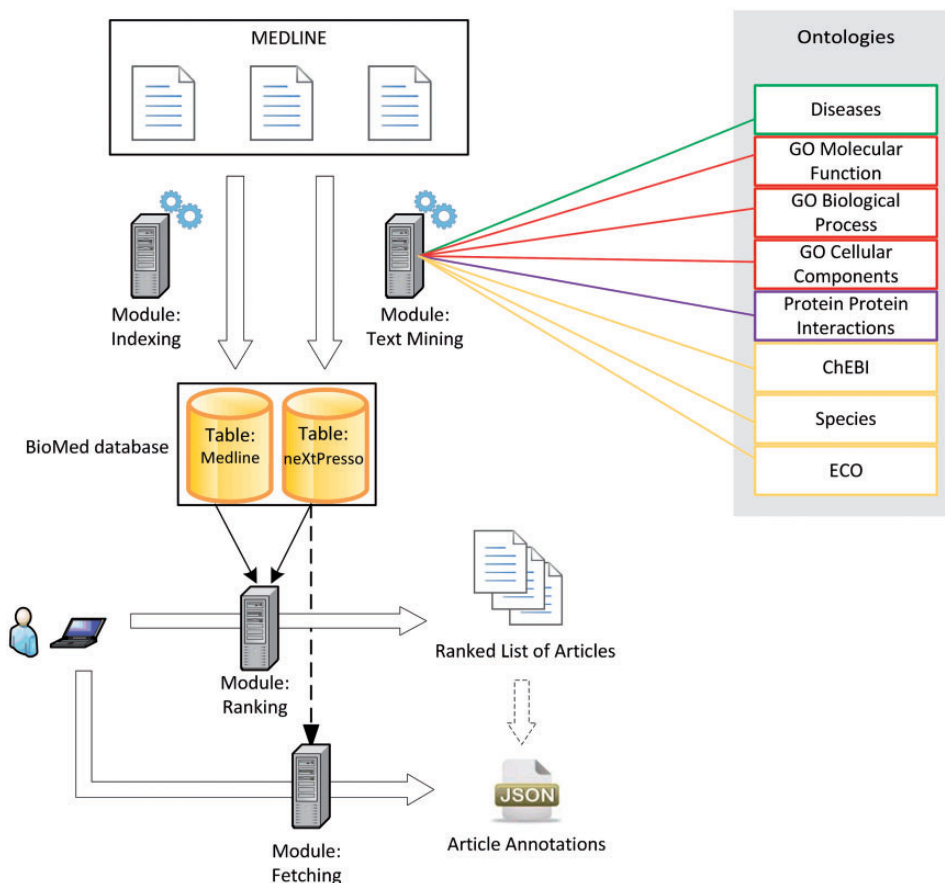 MEDLINE
Ontologies
Diseases
GO Molecular
Function
GO Biological
Process
GO Cellular
Components
Protein Protein
Interactions
ChEBI
Species
ECO
Module:
Indexing
Module:
Text Mining
BioMed database
Table:
Medline
Table:
neXtPresso
Module:
Ranking
Ranked List of Articles
JSON
Article Annotations
Module:
Fetching